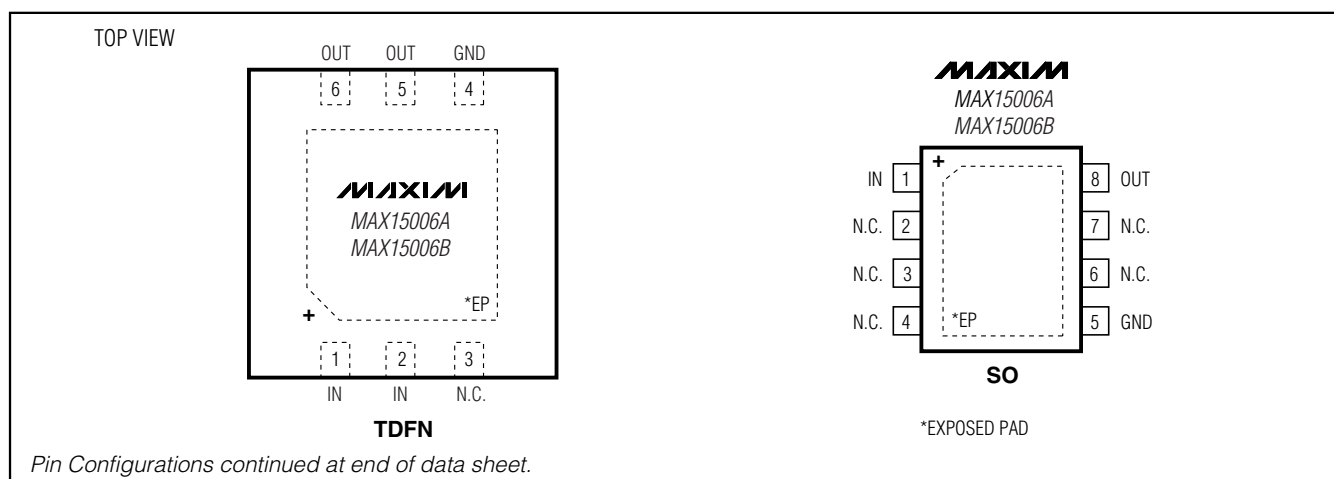 TOP VIEW
OUT OUT GND
6 5 4
MAXIM
MAX15006A
MAX15006B
*EP
+
1 2 3
IN IN N.C.
TDFN
MAXIM
MAX15006A
MAX15006B
+
IN 1 8 OUT
N.C. 2 7 N.C.
N.C. 3 6 N.C.
N.C. 4 *EP 5 GND
SO
*EXPOSED PAD
Pin Configurations continued at end of data sheet.